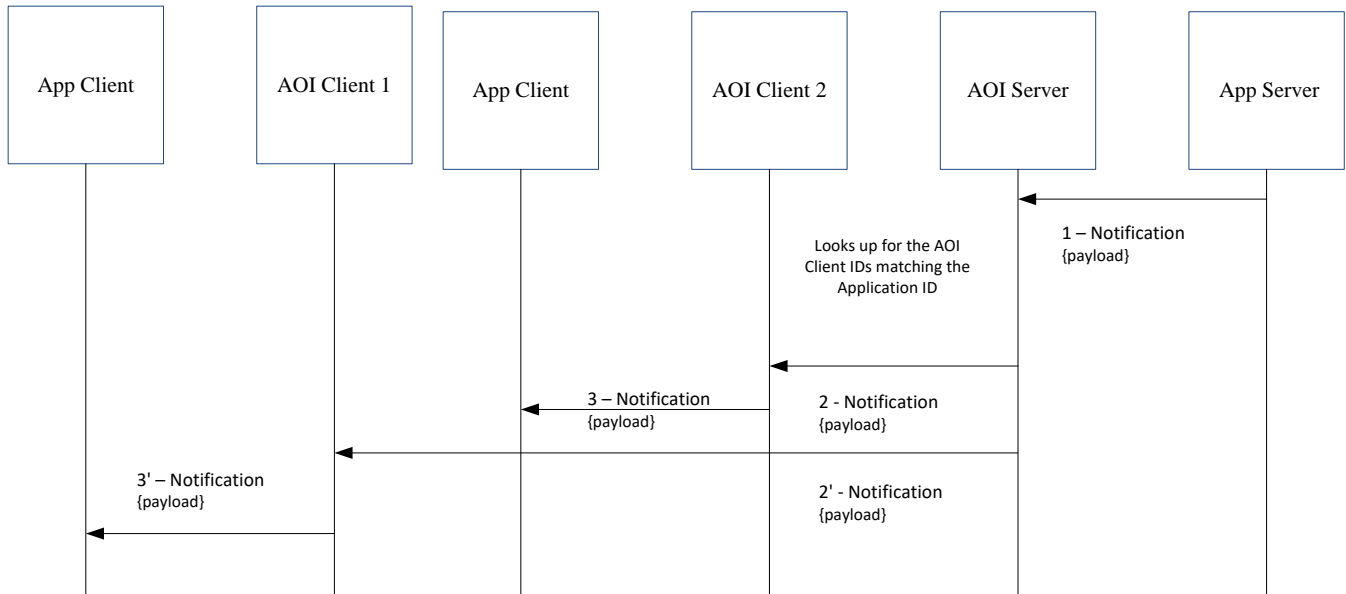 App Client
AOI Client 1
App Client
AOI Client 2
AOI Server
App Server
1 – Notification
{payload}
Looks up for the AOI
Client IDs matching the
Application ID
3 – Notification
{payload}
2 - Notification
{payload}
3' – Notification
{payload}
2' - Notification
{payload}